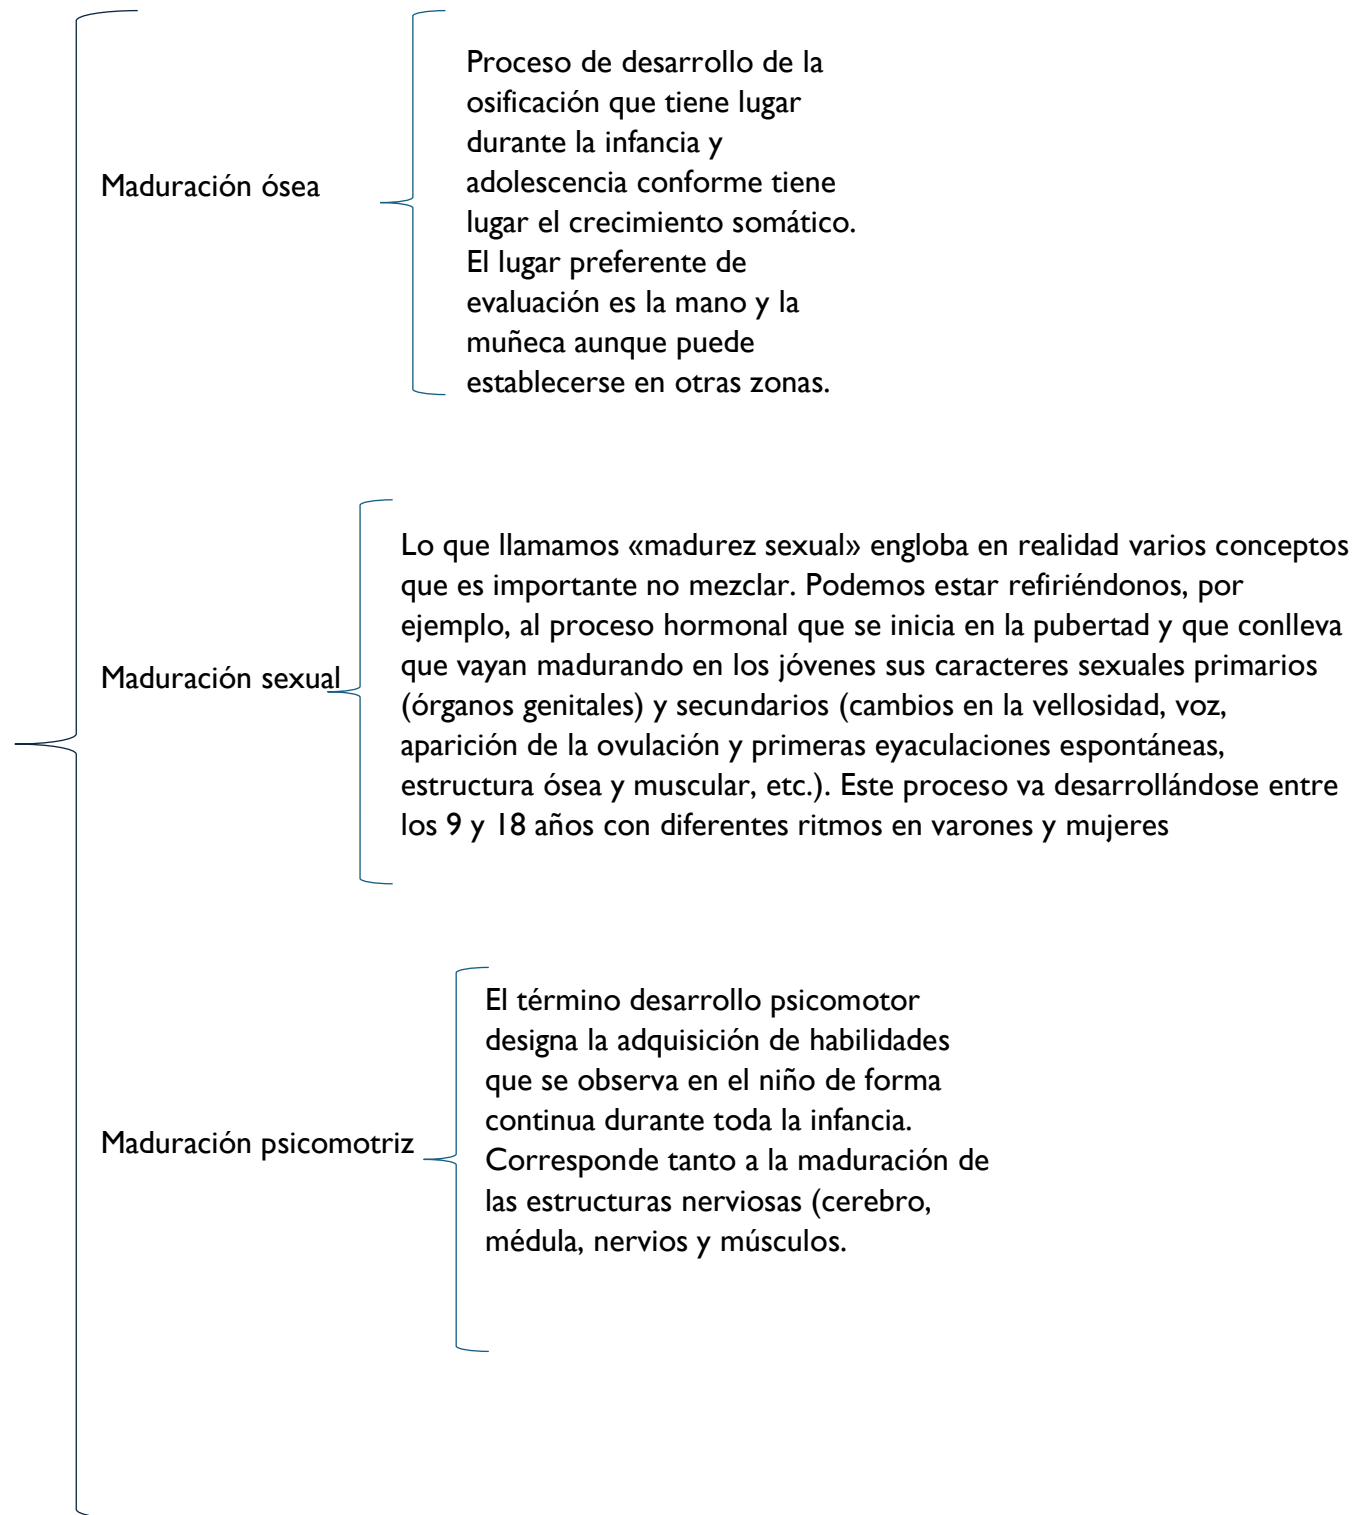 Maduración ósea
Proceso de desarrollo de la
osificación que tiene lugar
durante la infancia y
adolescencia conforme tiene
lugar el crecimiento somático.
El lugar preferente de
evaluación es la mano y la
muñeca aunque puede
establecerse en otras zonas.
Maduración sexual
Lo que llamamos «madurez sexual» engloba en realidad varios conceptos
que es importante no mezclar. Podemos estar refiriéndonos, por
ejemplo, al proceso hormonal que se inicia en la pubertad y que conlleva
que vayan madurando en los jóvenes sus caracteres sexuales primarios
(órganos genitales) y secundarios (cambios en la vellosidad, voz,
aparición de la ovulación y primeras eyaculaciones espontáneas,
estructura ósea y muscular, etc.). Este proceso va desarrollándose entre
los 9 y 18 años con diferentes ritmos en varones y mujeres
Maduración psicomotriz
El término desarrollo psicomotor
designa la adquisición de habilidades
que se observa en el niño de forma
continua durante toda la infancia.
Corresponde tanto a la maduración de
las estructuras nerviosas (cerebro,
médula, nervios y músculos.